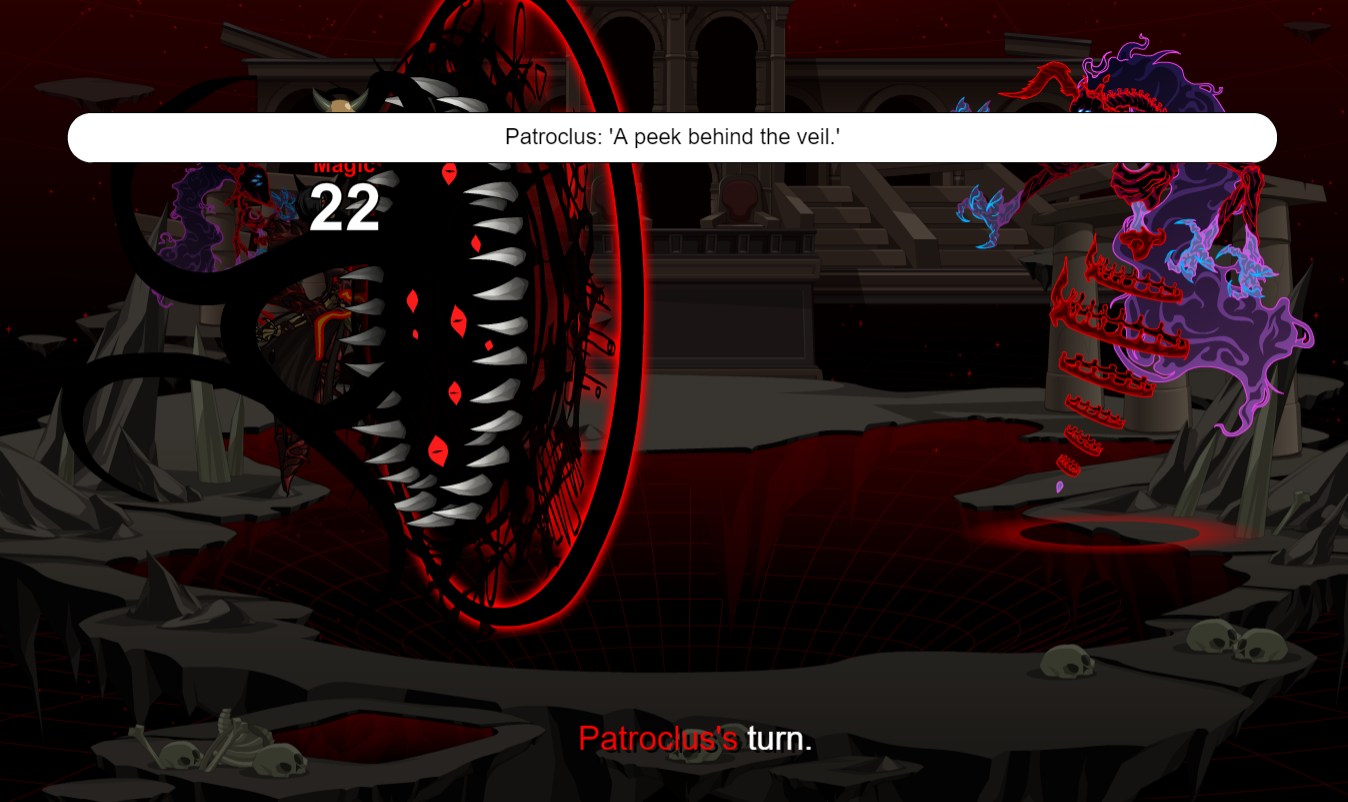 Patroclus: 'A peek behind the veil.'
Magic
22
Patroclus's turn.